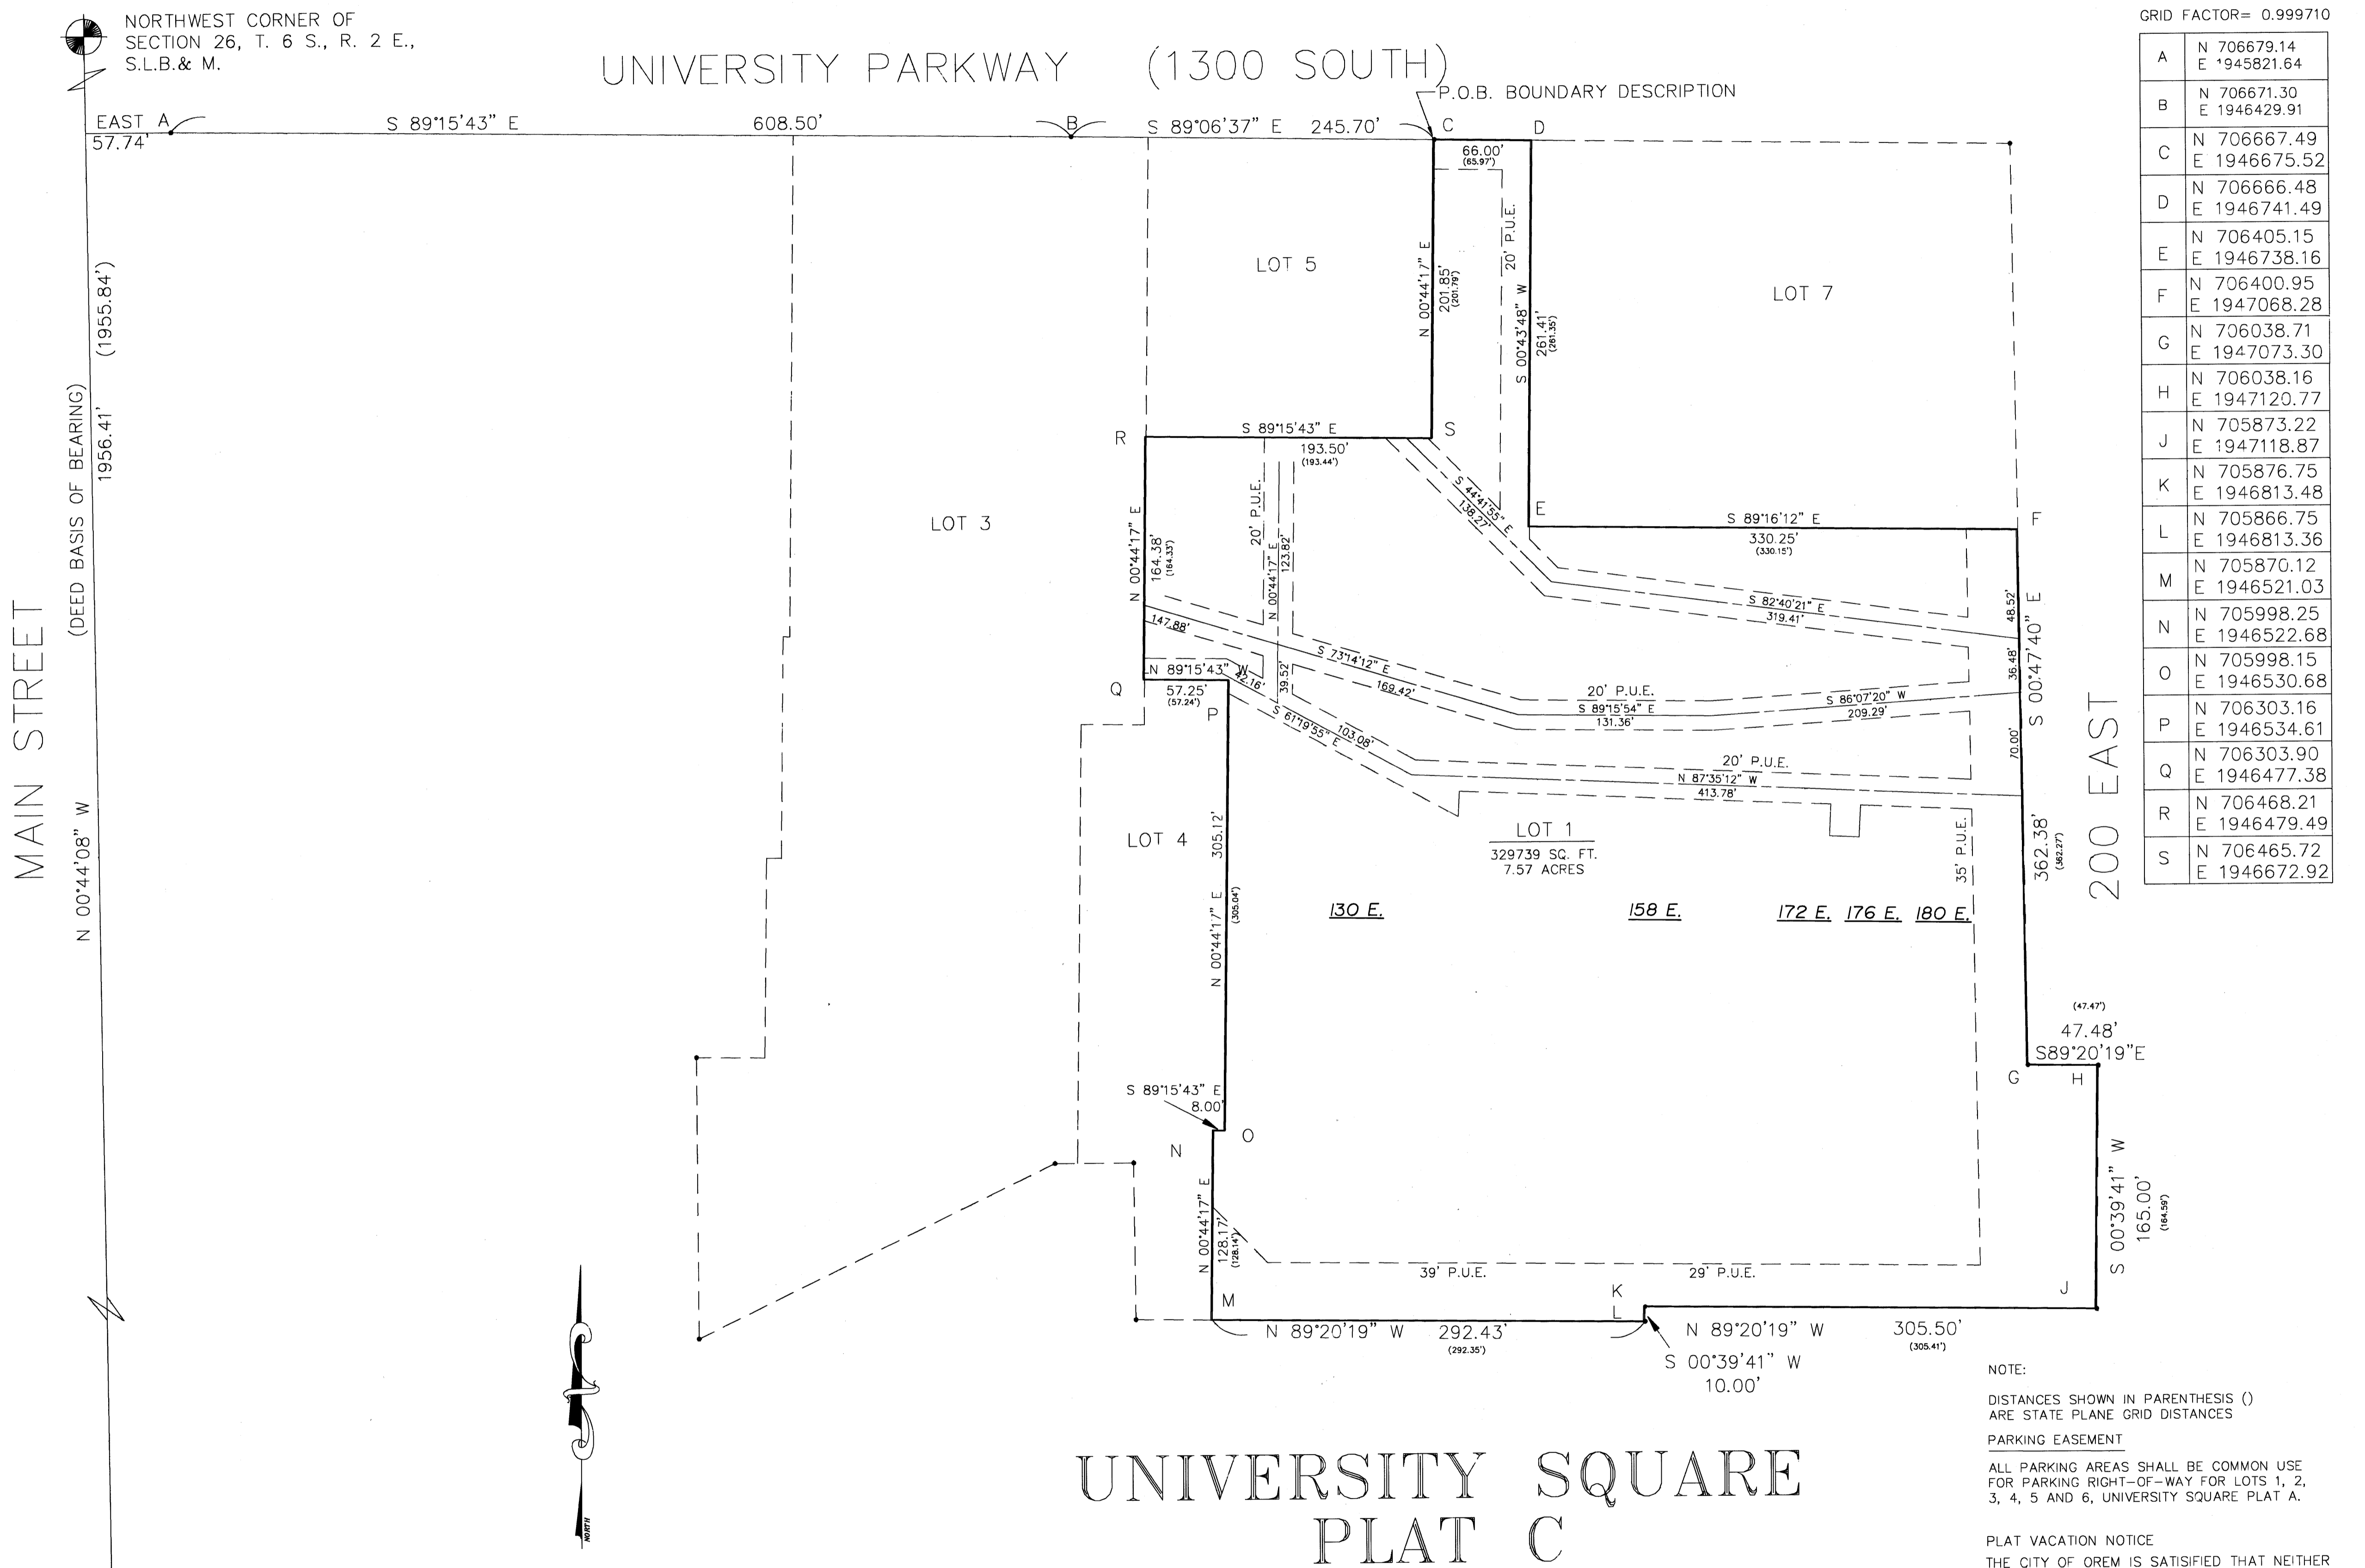 NORTHWEST CORNER OF
SECTION 26, T. 6 S., R. 2 E.,
S.L.B.& M.
UNIVERSITY PARKWAY (1300 SOUTH)
P.O.B. BOUNDARY DESCRIPTION
EAST A
57.74'
S 89°15'43" E 608.50'
B
S 89°06'37" E 245.70'
C
D
66.00'
(65.97')
MAIN STREET
N 00°44'08" W
(DEED BASIS OF BEARING)
1956.41' (1955.84')
LOT 5
N 00°44'17" E
201.85'
(201.79')
20' P.U.E.
S 00°43'48" W
261.41'
(261.35')
LOT 7
R
S 89°15'43" E
193.50'
(193.44')
S
LOT 3
N 00°44'17" E
164.38'
(164.33')
20' P.U.E.
N 00°44'17" E
123.82'
S 44°41'55" E
138.27'
E
S 89°16'12" E
330.25'
(330.15')
F
S 82°40'21" E
319.41'
48.52'
36.48'
70.00'
S 00°47'40" E
362.38'
(362.27')
200 EAST
147.88'
Q
N 89°15'43" W
57.25'
(57.24')
P
42.16'
39.52'
S 73°14'12" E
169.42'
20' P.U.E.
S 89°15'54" E
131.36'
S 86°07'20" W
209.29'
S 61°19'55" E
103.08'
20' P.U.E.
N 87°35'12" W
413.78'
LOT 4
N 00°44'17" E 305.12'
(305.04')
LOT 1
329739 SQ. FT.
7.57 ACRES
35' P.U.E.
130 E.
158 E.
172 E.
176 E.
180 E.
(47.47')
47.48'
S89°20'19"E
G
H
S 89°15'43" E
8.00'
O
N
N 00°44'17" E
128.17'
(128.14')
S 00°39'41" W
165.00'
(164.59')
39' P.U.E.
29' P.U.E.
M
K
L
J
N 89°20'19" W 292.43'
(292.35')
N 89°20'19" W 305.50'
(305.41')
S 00°39'41" W
10.00'
NORTH
UNIVERSITY SQUARE
PLAT C
GRID FACTOR= 0.999710
A N 706679.14
E 1945821.64
B N 706671.30
E 1946429.91
C N 706667.49
E 1946675.52
D N 706666.48
E 1946741.49
E N 706405.15
E 1946738.16
F N 706400.95
E 1947068.28
G N 706038.71
E 1947073.30
H N 706038.16
E 1947120.77
J N 705873.22
E 1947118.87
K N 705876.75
E 1946813.48
L N 705866.75
E 1946813.36
M N 705870.12
E 1946521.03
N N 705998.25
E 1946522.68
O N 705998.15
E 1946530.68
P N 706303.16
E 1946534.61
Q N 706303.90
E 1946477.38
R N 706468.21
E 1946479.49
S N 706465.72
E 1946672.92
NOTE:
DISTANCES SHOWN IN PARENTHESIS ()
ARE STATE PLANE GRID DISTANCES
PARKING EASEMENT
ALL PARKING AREAS SHALL BE COMMON USE
FOR PARKING RIGHT-OF-WAY FOR LOTS 1, 2,
3, 4, 5 AND 6, UNIVERSITY SQUARE PLAT A.
PLAT VACATION NOTICE
THE CITY OF OREM IS SATISIFIED THAT NEITHER